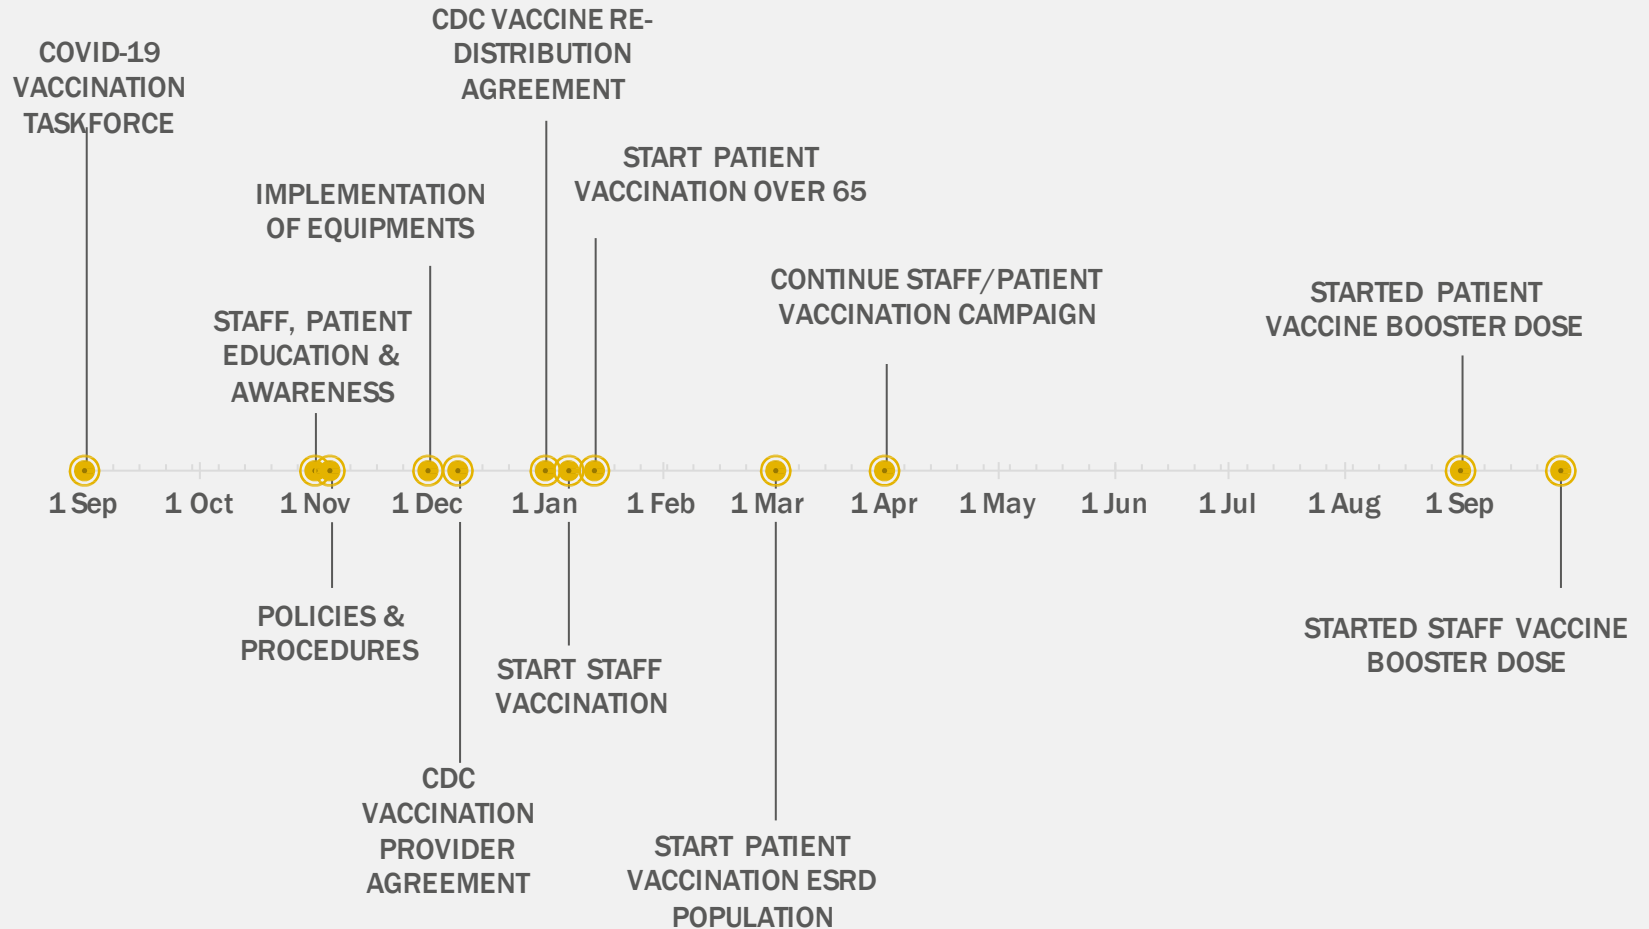 COVID-19
VACCINATION
TASKFORCE
CDC VACCINE RE-
DISTRIBUTION
AGREEMENT
START PATIENT
VACCINATION OVER 65
IMPLEMENTATION
OF EQUIPMENTS
STAFF, PATIENT
EDUCATION &
AWARENESS
CONTINUE STAFF/PATIENT
VACCINATION CAMPAIGN
STARTED PATIENT
VACCINE BOOSTER DOSE
1 Sep 1 Oct 1 Nov 1 Dec 1 Jan 1 Feb 1 Mar 1 Apr 1 May 1 Jun 1 Jul 1 Aug 1 Sep
POLICIES &
PROCEDURES
CDC
VACCINATION
PROVIDER
AGREEMENT
START STAFF
VACCINATION
START PATIENT
VACCINATION ESRD
POPULATION
STARTED STAFF VACCINE
BOOSTER DOSE